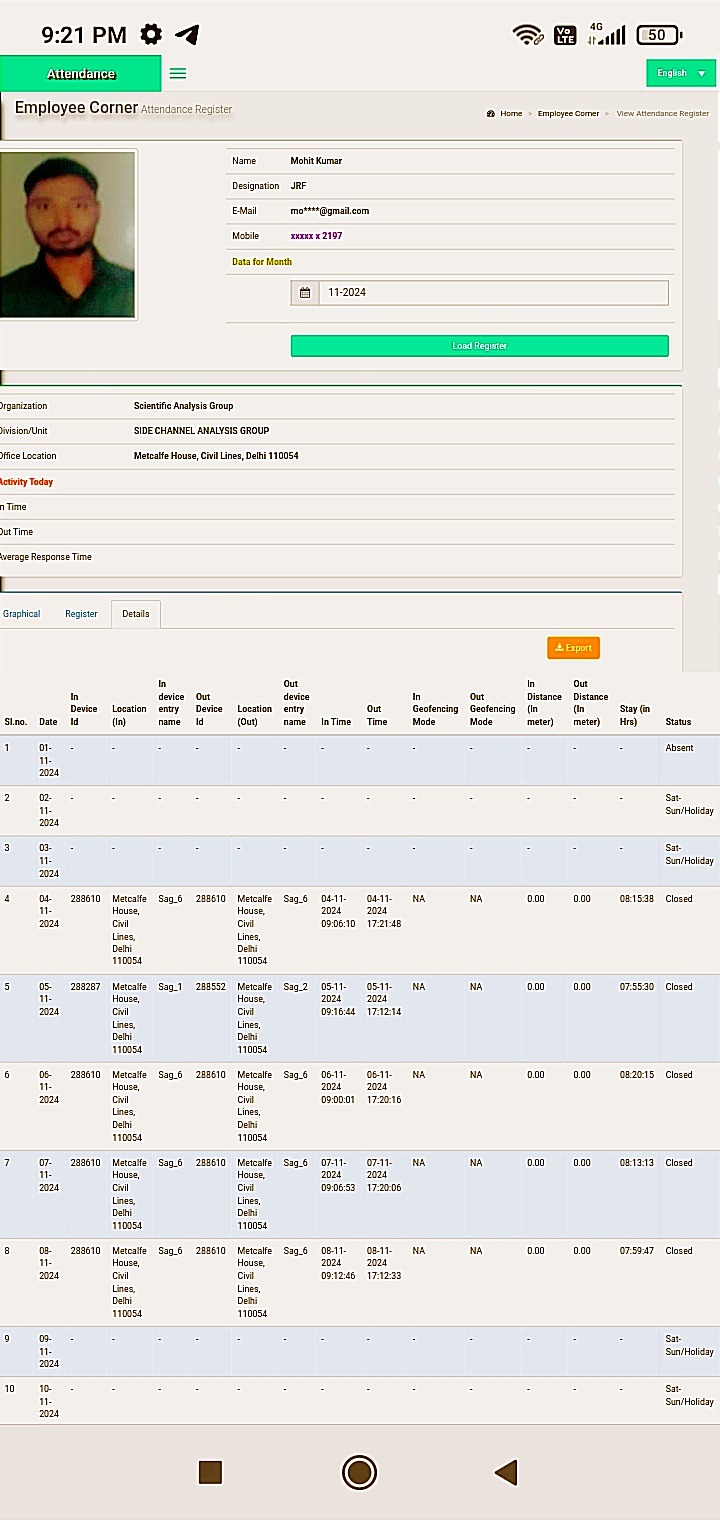 9:21 PM
Vo LTE 4G 50
Attendance
English
Employee Corner Attendance Register
Home > Employee Corner > View Attendance Register
Name Mohit Kumar
Designation JRF
E-Mail mo****@gmail.com
Mobile xxxxx x 2197
Data for Month
11-2024
Load Register
Organization Scientific Analysis Group
Division/Unit SIDE CHANNEL ANALYSIS GROUP
Office Location Metcalfe House, Civil Lines, Delhi 110054
Activity Today
In Time
Out Time
Average Response Time
Graphical Register Details
Export
Sl.no. Date In Device Id Location (In) In device entry name Out Device Id Location (Out) Out device entry name In Time Out Time In Geofencing Mode Out Geofencing Mode In Distance (In meter) Out Distance (In meter) Stay (in Hrs) Status
1 01-11-2024 - - - - - - - - - - - - - Absent
2 02-11-2024 - - - - - - - - - - - - - Sat-Sun/Holiday
3 03-11-2024 - - - - - - - - - - - - - Sat-Sun/Holiday
4 04-11-2024 288610 Metcalfe House, Civil Lines, Delhi 110054 Sag_6 288610 Metcalfe House, Civil Lines, Delhi 110054 Sag_6 04-11-2024 09:06:10 04-11-2024 17:21:48 NA NA 0.00 0.00 08:15:38 Closed
5 05-11-2024 288287 Metcalfe House, Civil Lines, Delhi 110054 Sag_1 288552 Metcalfe House, Civil Lines, Delhi 110054 Sag_2 05-11-2024 09:16:44 05-11-2024 17:12:14 NA NA 0.00 0.00 07:55:30 Closed
6 06-11-2024 288610 Metcalfe House, Civil Lines, Delhi 110054 Sag_6 288610 Metcalfe House, Civil Lines, Delhi 110054 Sag_6 06-11-2024 09:00:01 06-11-2024 17:20:16 NA NA 0.00 0.00 08:20:15 Closed
7 07-11-2024 288610 Metcalfe House, Civil Lines, Delhi 110054 Sag_6 288610 Metcalfe House, Civil Lines, Delhi 110054 Sag_6 07-11-2024 09:06:53 07-11-2024 17:20:06 NA NA 0.00 0.00 08:13:13 Closed
8 08-11-2024 288610 Metcalfe House, Civil Lines, Delhi 110054 Sag_6 288610 Metcalfe House, Civil Lines, Delhi 110054 Sag_6 08-11-2024 09:12:46 08-11-2024 17:12:33 NA NA 0.00 0.00 07:59:47 Closed
9 09-11-2024 - - - - - - - - - - - - - Sat-Sun/Holiday
10 10-11-2024 - - - - - - - - - - - - - Sat-Sun/Holiday